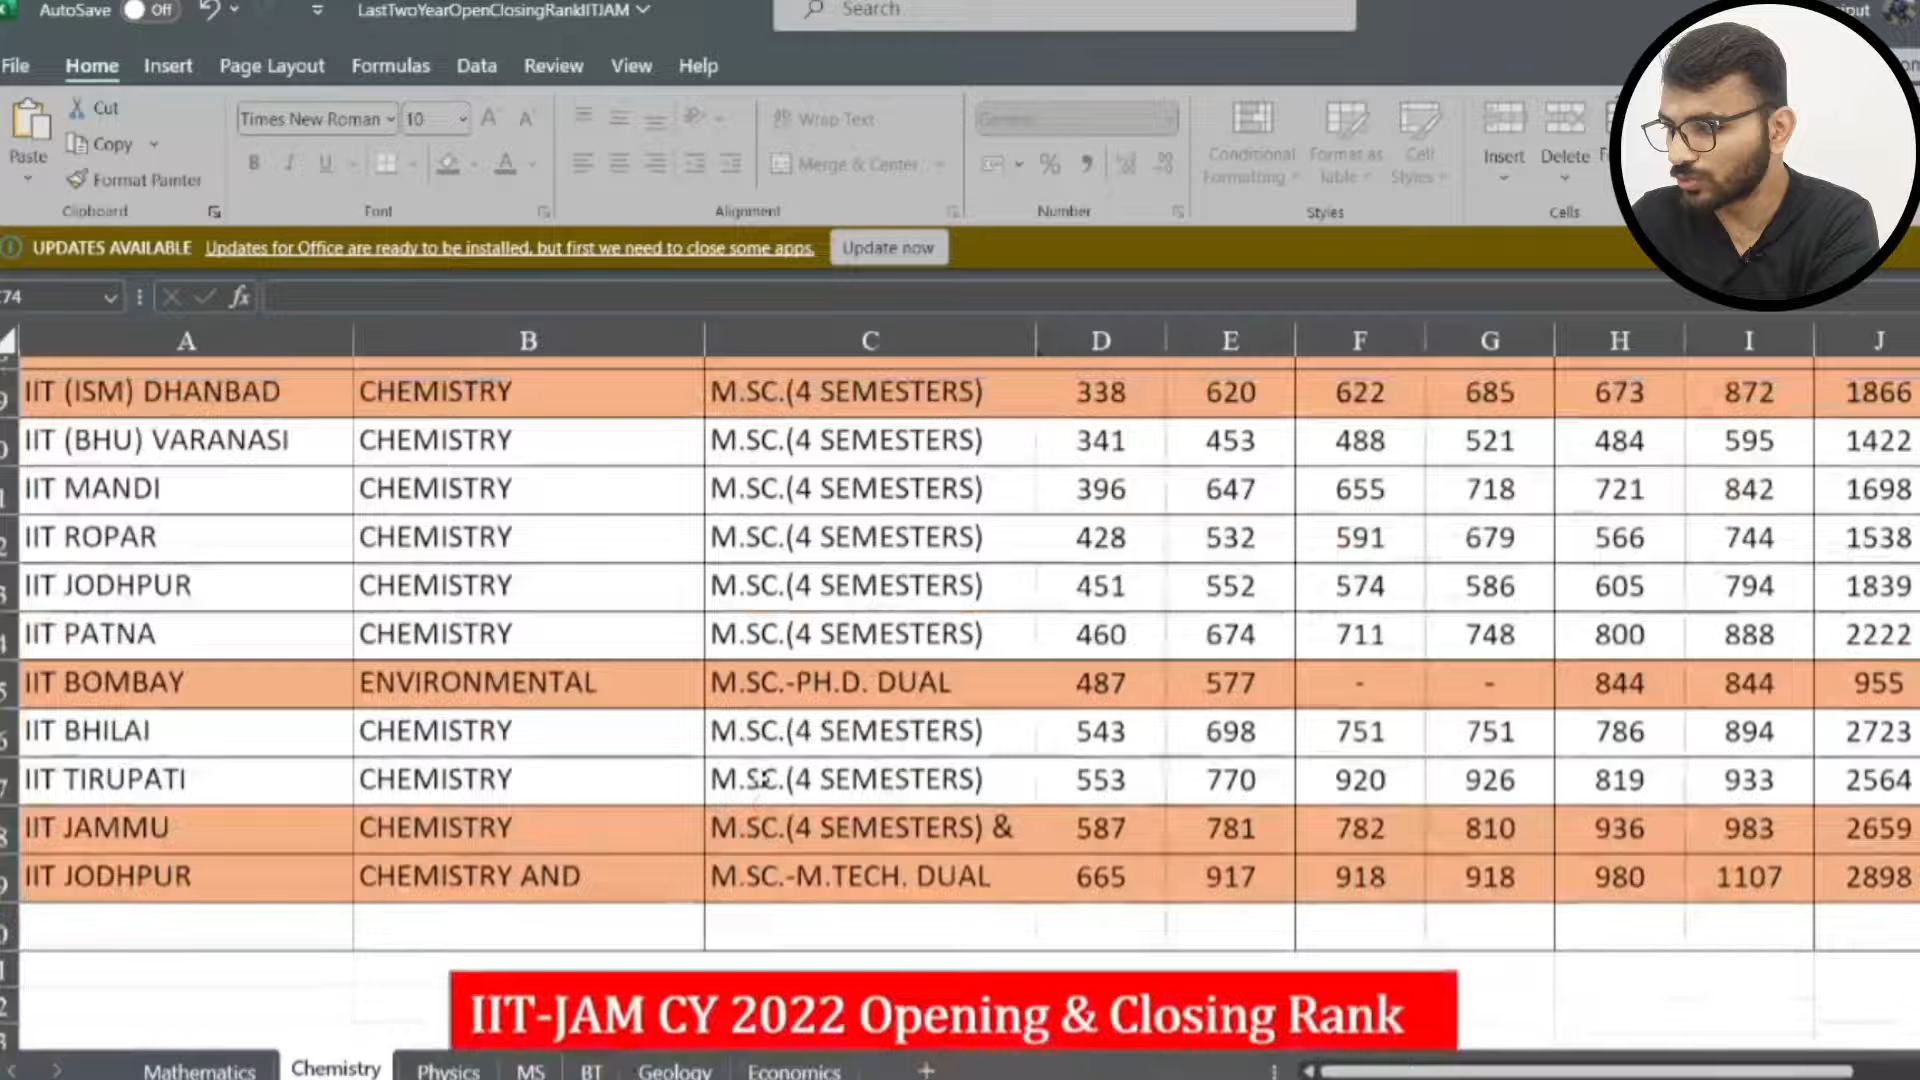 AutoSave Off LastTwoYearOpenClosingRankIITJAM Search
File Home Insert Page Layout Formulas Data Review View Help
Paste Cut Copy Format Painter Clipboard
Times New Roman 10 B I U Font
Wrap Text Merge & Center Alignment
General % Number
Conditional Formatting Format as Table Cell Styles Styles
Insert Delete Cells
UPDATES AVAILABLE Updates for Office are ready to be installed, but first we need to close some apps. Update now
fx
A B C D E F G H I J
IIT (ISM) DHANBAD CHEMISTRY M.SC.(4 SEMESTERS) 338 620 622 685 673 872 1866
IIT (BHU) VARANASI CHEMISTRY M.SC.(4 SEMESTERS) 341 453 488 521 484 595 1422
IIT MANDI CHEMISTRY M.SC.(4 SEMESTERS) 396 647 655 718 721 842 1698
IIT ROPAR CHEMISTRY M.SC.(4 SEMESTERS) 428 532 591 679 566 744 1538
IIT JODHPUR CHEMISTRY M.SC.(4 SEMESTERS) 451 552 574 586 605 794 1839
IIT PATNA CHEMISTRY M.SC.(4 SEMESTERS) 460 674 711 748 800 888 2222
IIT BOMBAY ENVIRONMENTAL M.SC.-PH.D. DUAL 487 577 - - 844 844 955
IIT BHILAI CHEMISTRY M.SC.(4 SEMESTERS) 543 698 751 751 786 894 2723
IIT TIRUPATI CHEMISTRY M.SC.(4 SEMESTERS) 553 770 920 926 819 933 2564
IIT JAMMU CHEMISTRY M.SC.(4 SEMESTERS) & 587 781 782 810 936 983 2659
IIT JODHPUR CHEMISTRY AND M.SC.-M.TECH. DUAL 665 917 918 918 980 1107 2898
IIT-JAM CY 2022 Opening & Closing Rank
Mathematics Chemistry Physics MS BT Geology Economics +